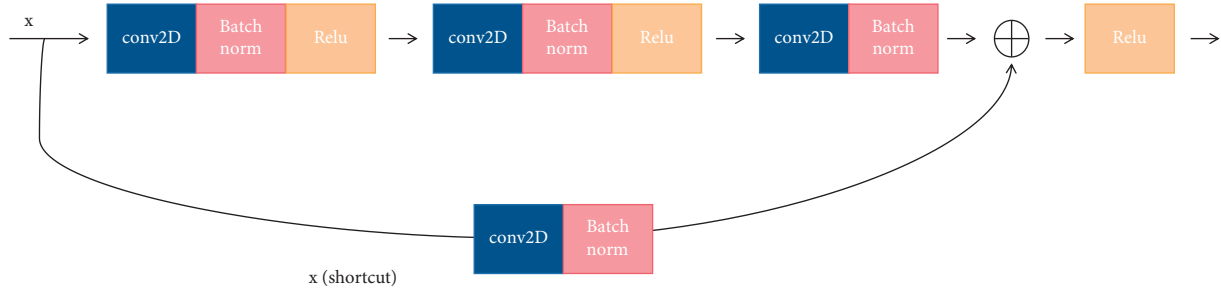 x
conv2D
Batch
norm
Relu
conv2D
Batch
norm
Relu
conv2D
Batch
norm
Relu
conv2D
Batch
norm
x (shortcut)